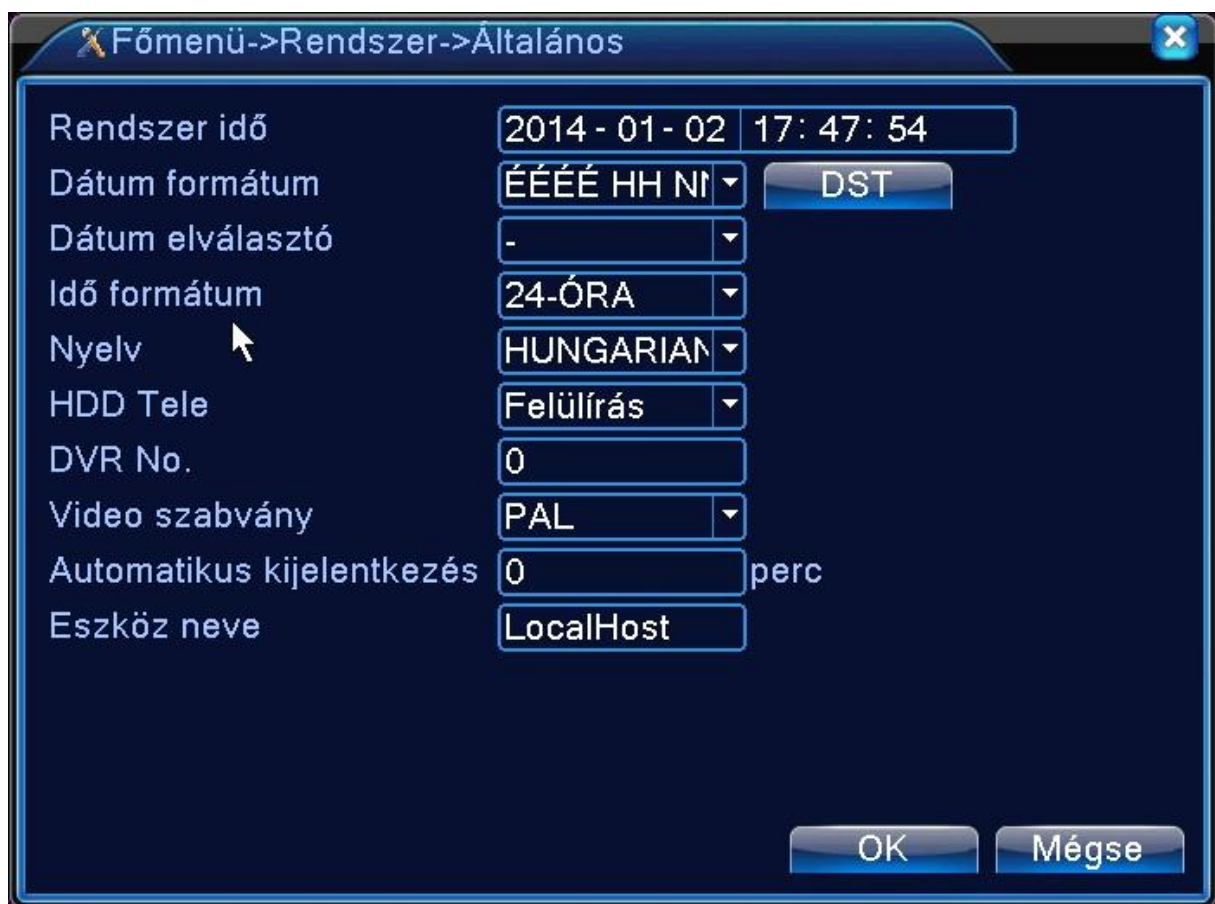 Főmenü->Rendszer->Általános
Rendszer idő 2014-01-02 17:47:54
Dátum formátum ÉÉÉÉ HH DST
Dátum elválasztó -
Idő formátum 24-ÓRA
Nyelv HUNGARIAN
HDD Tele Felülírás
DVR No. 0
Video szabvány PAL
Automatikus kijelentkezés 0 perc
Eszköz neve LocalHost
OK Mégse